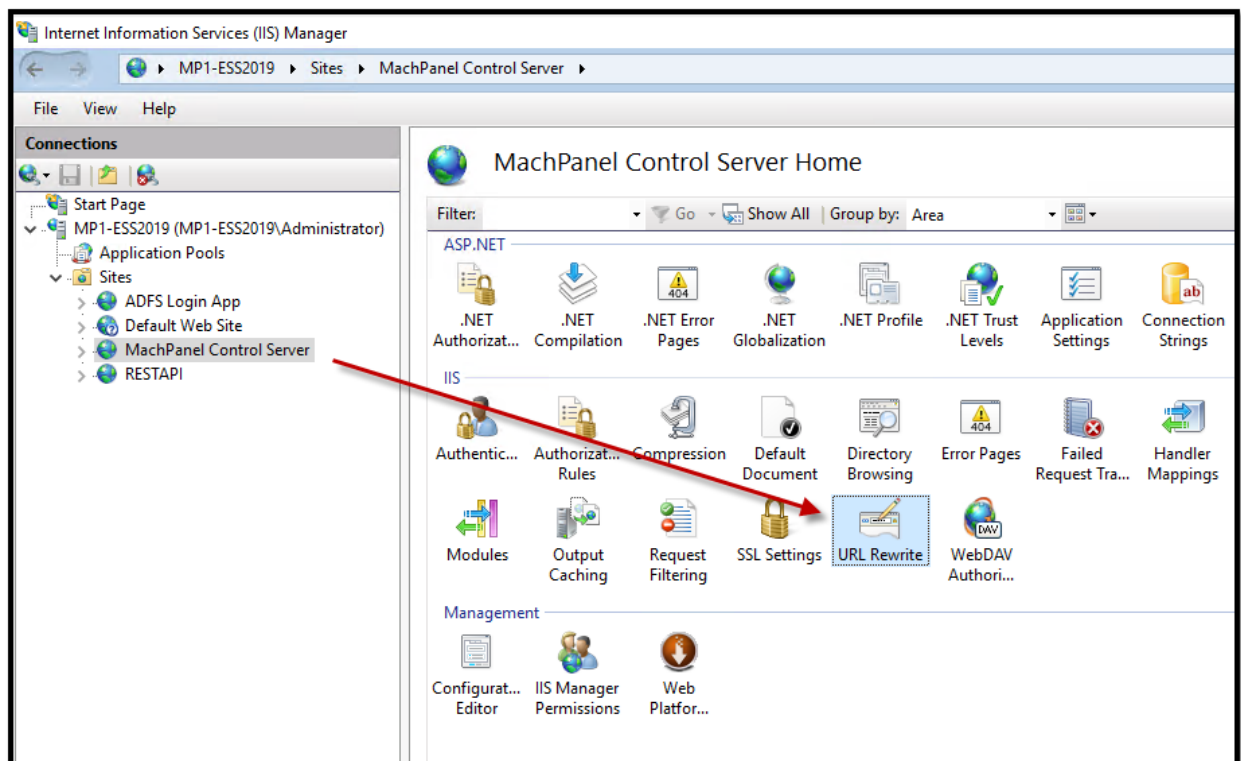 Internet Information Services (IIS) Manager
MP1-ESS2019 Sites MachPanel Control Server
File View Help
Connections
Start Page
MP1-ESS2019 (MP1-ESS2019\Administrator)
Application Pools
Sites
ADFS Login App
Default Web Site
MachPanel Control Server
RESTAPI
MachPanel Control Server Home
Filter: Go Show All Group by: Area
ASP.NET
404
ab
.NET .NET .NET Error .NET .NET Profile .NET Trust Application Connection
Authorizat... Compilation Pages Globalization Levels Settings Strings
IIS
404
Authentic... Authorizat... Compression Default Directory Error Pages Failed Handler
Rules Document Browsing Request Tra... Mappings
DAV
Modules Output Request SSL Settings URL Rewrite WebDAV
Caching Filtering Authori...
Management
Configurat... IIS Manager Web
Editor Permissions Platfor...